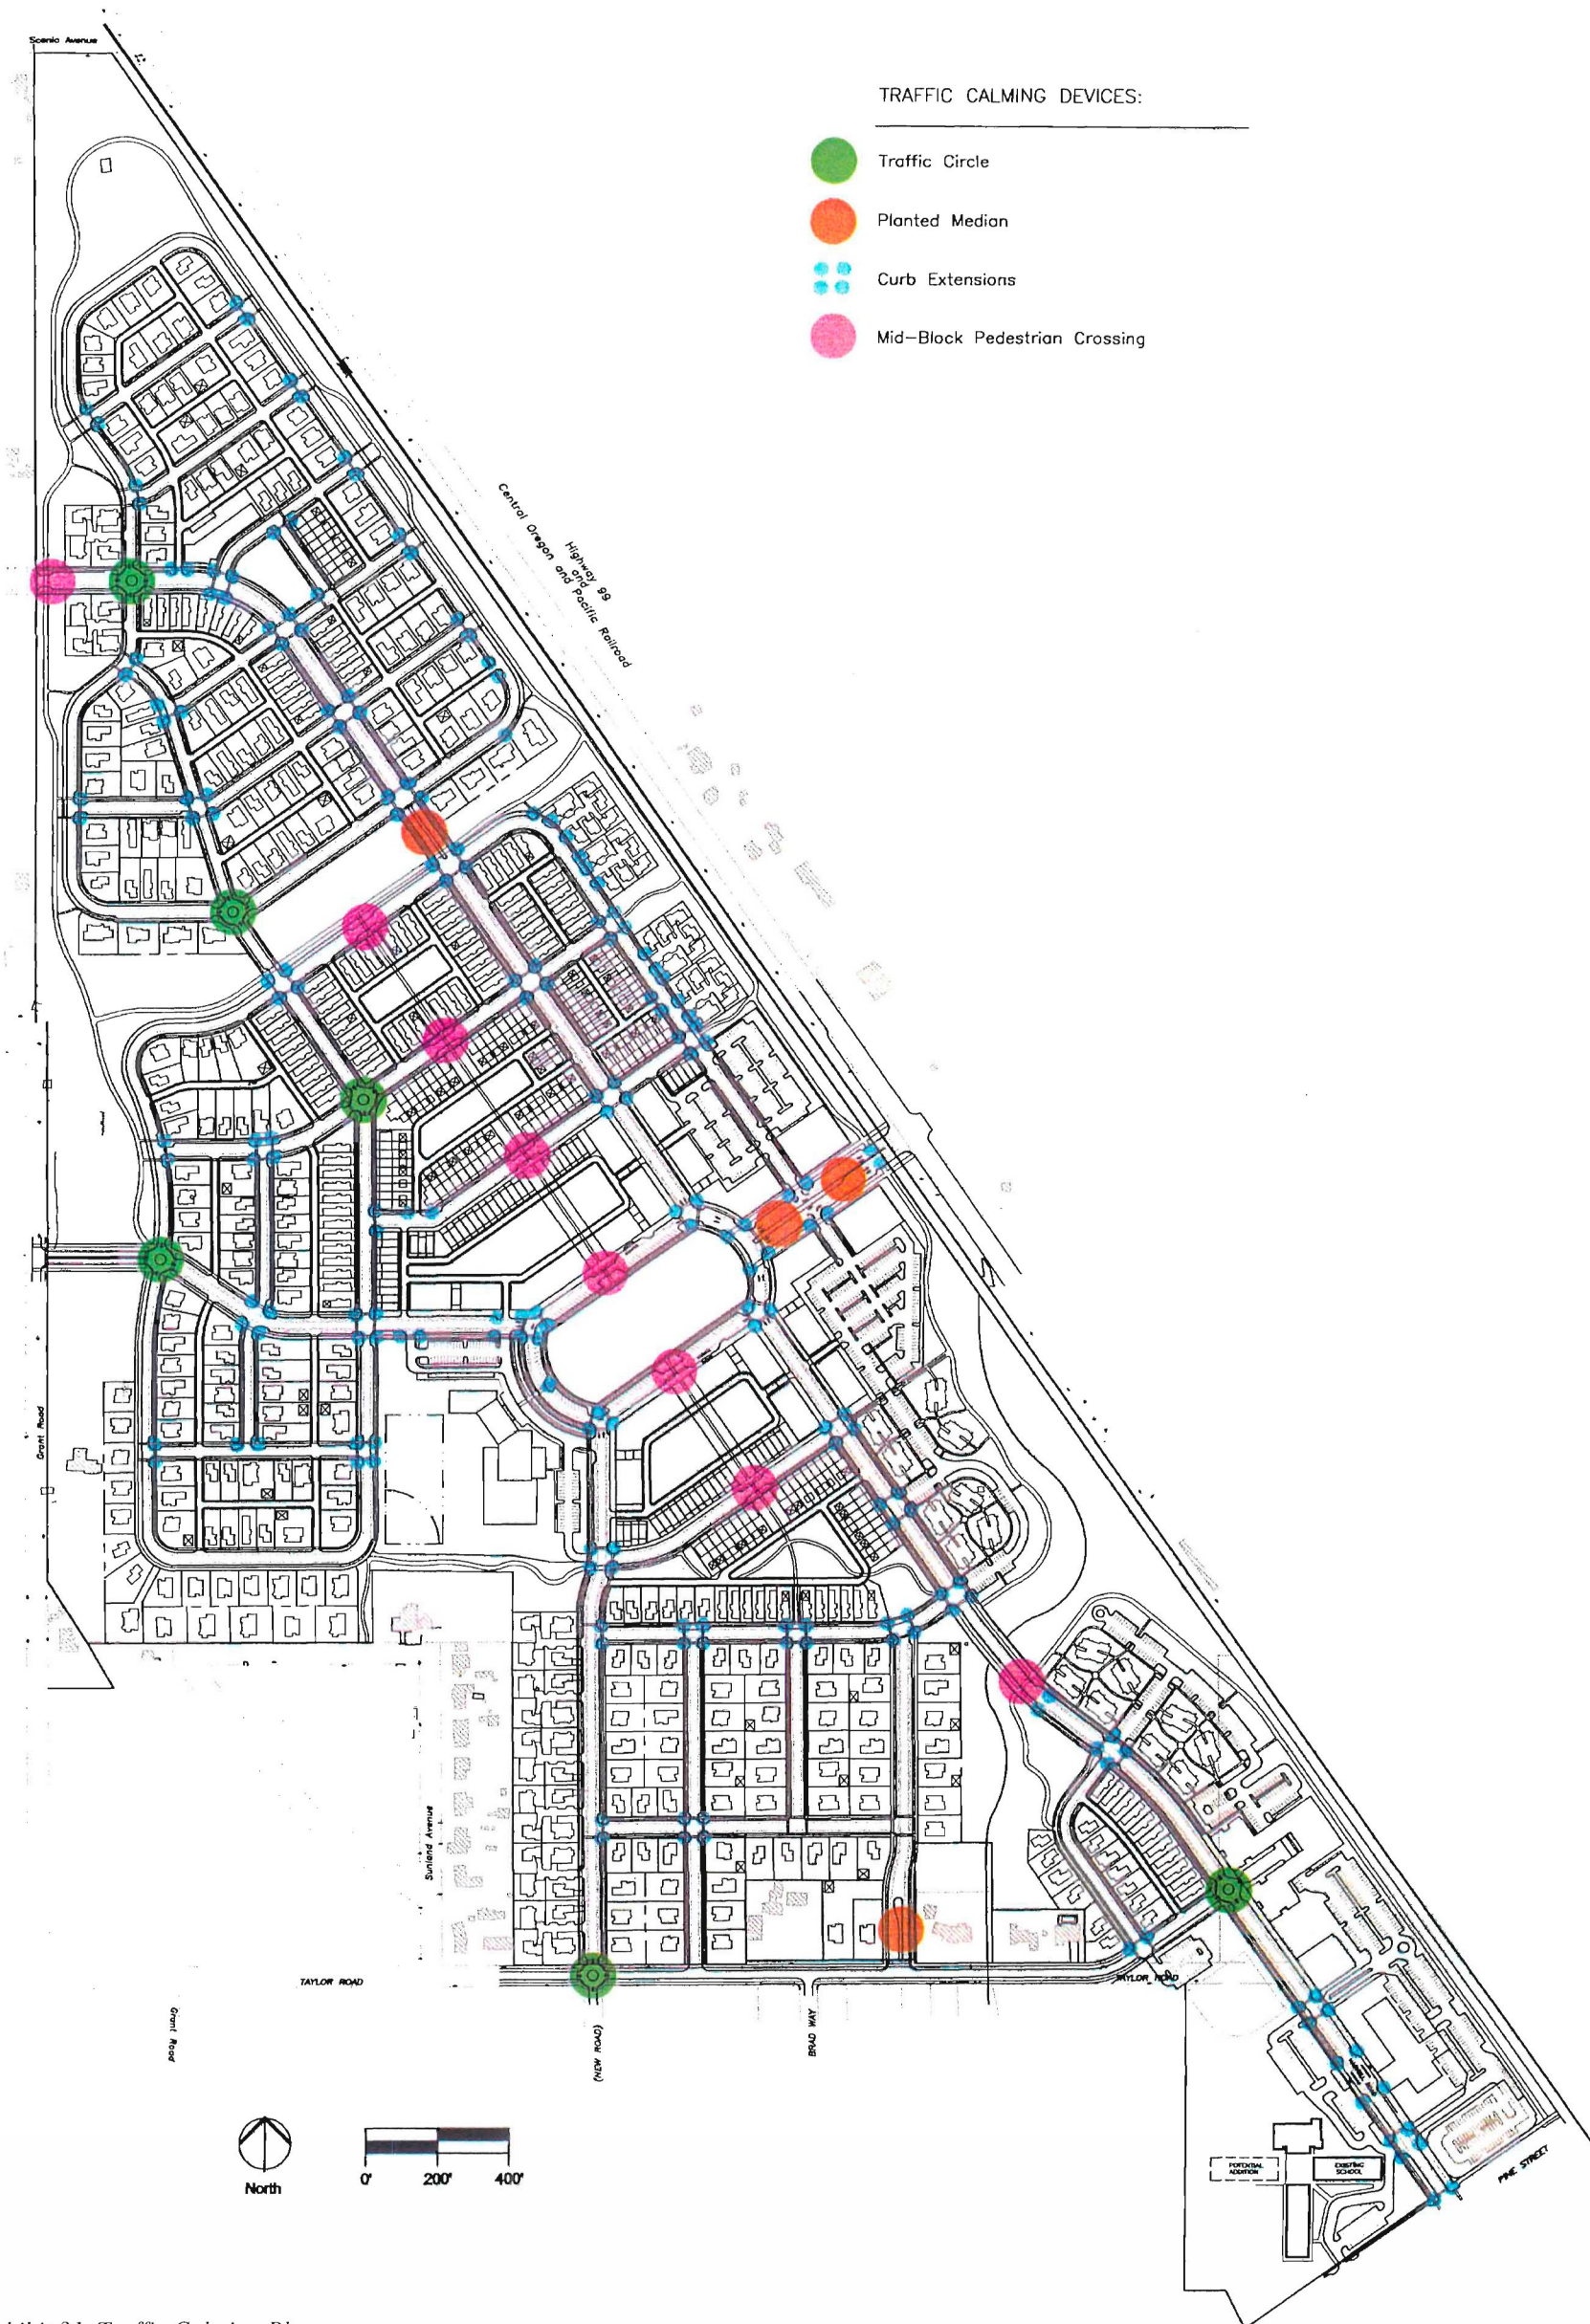 Scenic Avenue
TRAFFIC CALMING DEVICES:
Traffic Circle
Planted Median
Curb Extensions
Mid-Block Pedestrian Crossing
Highway 99
and
Central Oregon and Pacific Railroad
Grant Road
Sunland Avenue
TAYLOR ROAD
TAYLOR ROAD
Grant Road
(NEW ROAD)
BRAD WAY
North
0'
200'
400'
POTENTIAL
ADDITION
EXISTING
SCHOOL
PINE STREET